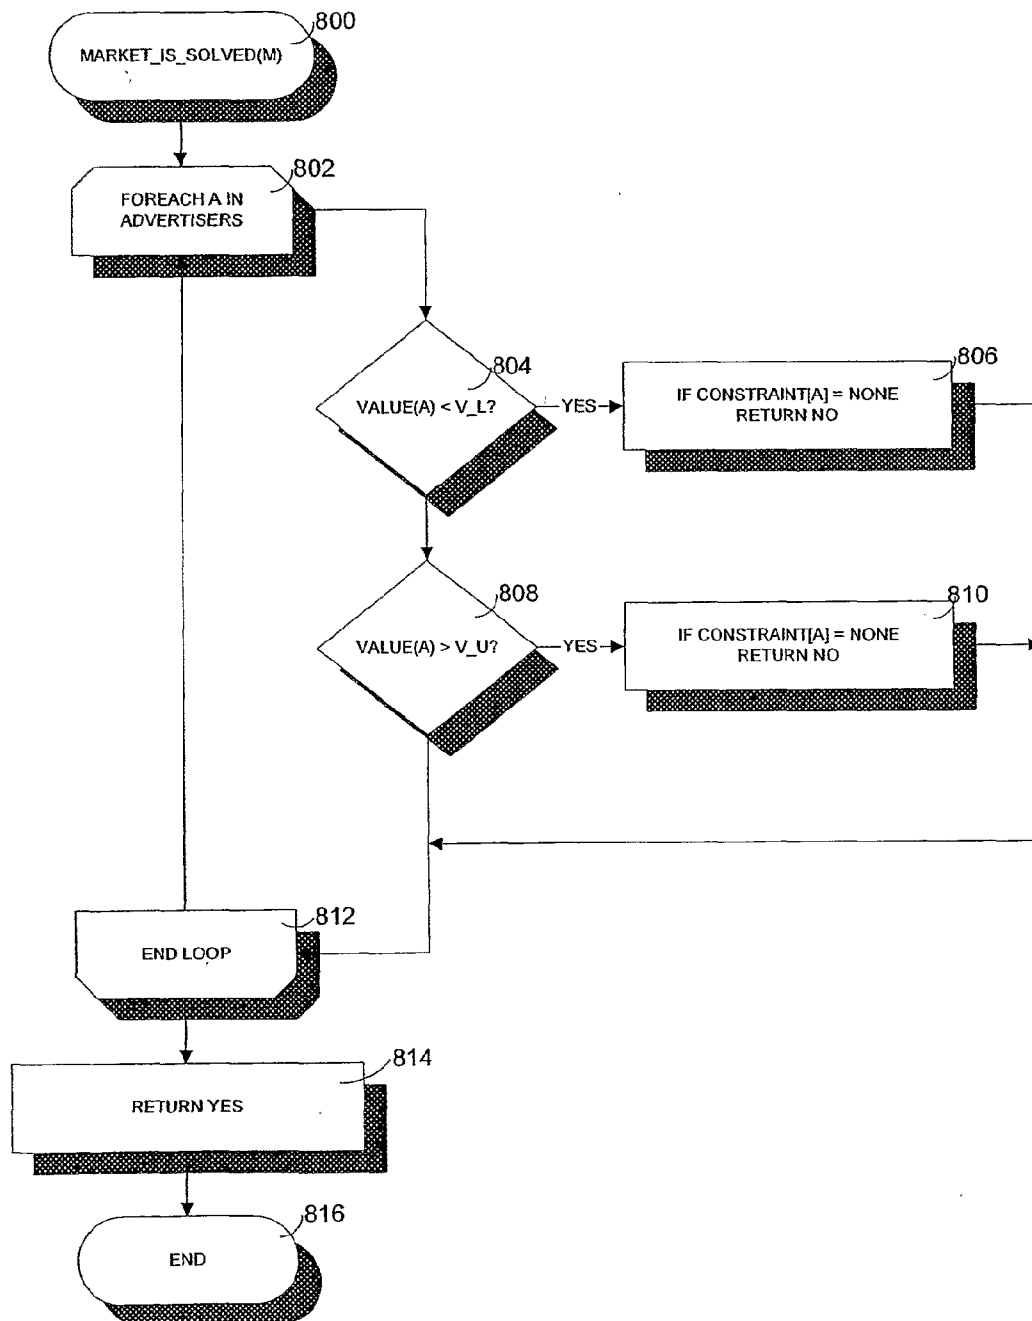 800
MARKET_IS_SOLVED(M)
802
FOREACH A IN
ADVERTISERS
804
VALUE(A) < V_L?
YES
806
IF CONSTRAINT[A] = NONE
RETURN NO
808
VALUE(A) > V_U?
YES
810
IF CONSTRAINT[A] = NONE
RETURN NO
812
END LOOP
814
RETURN YES
816
END